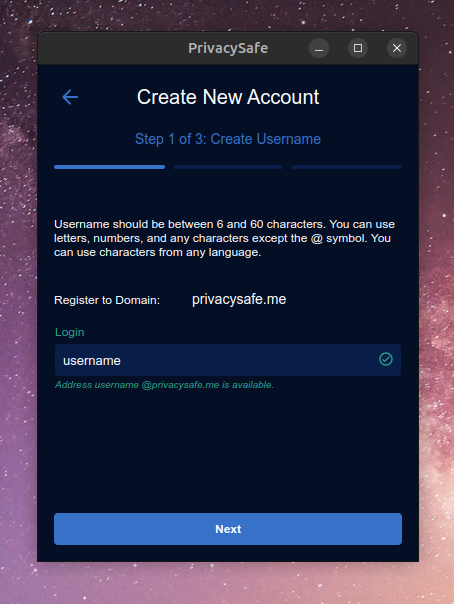 PrivacySafe
Create New Account
Step 1 of 3: Create Username
Username should be between 6 and 60 characters. You can use
letters, numbers, and any characters except the @ symbol. You
can use characters from any language.
Register to Domain: privacysafe.me
Login
username
Address username @privacysafe.me is available.
Next